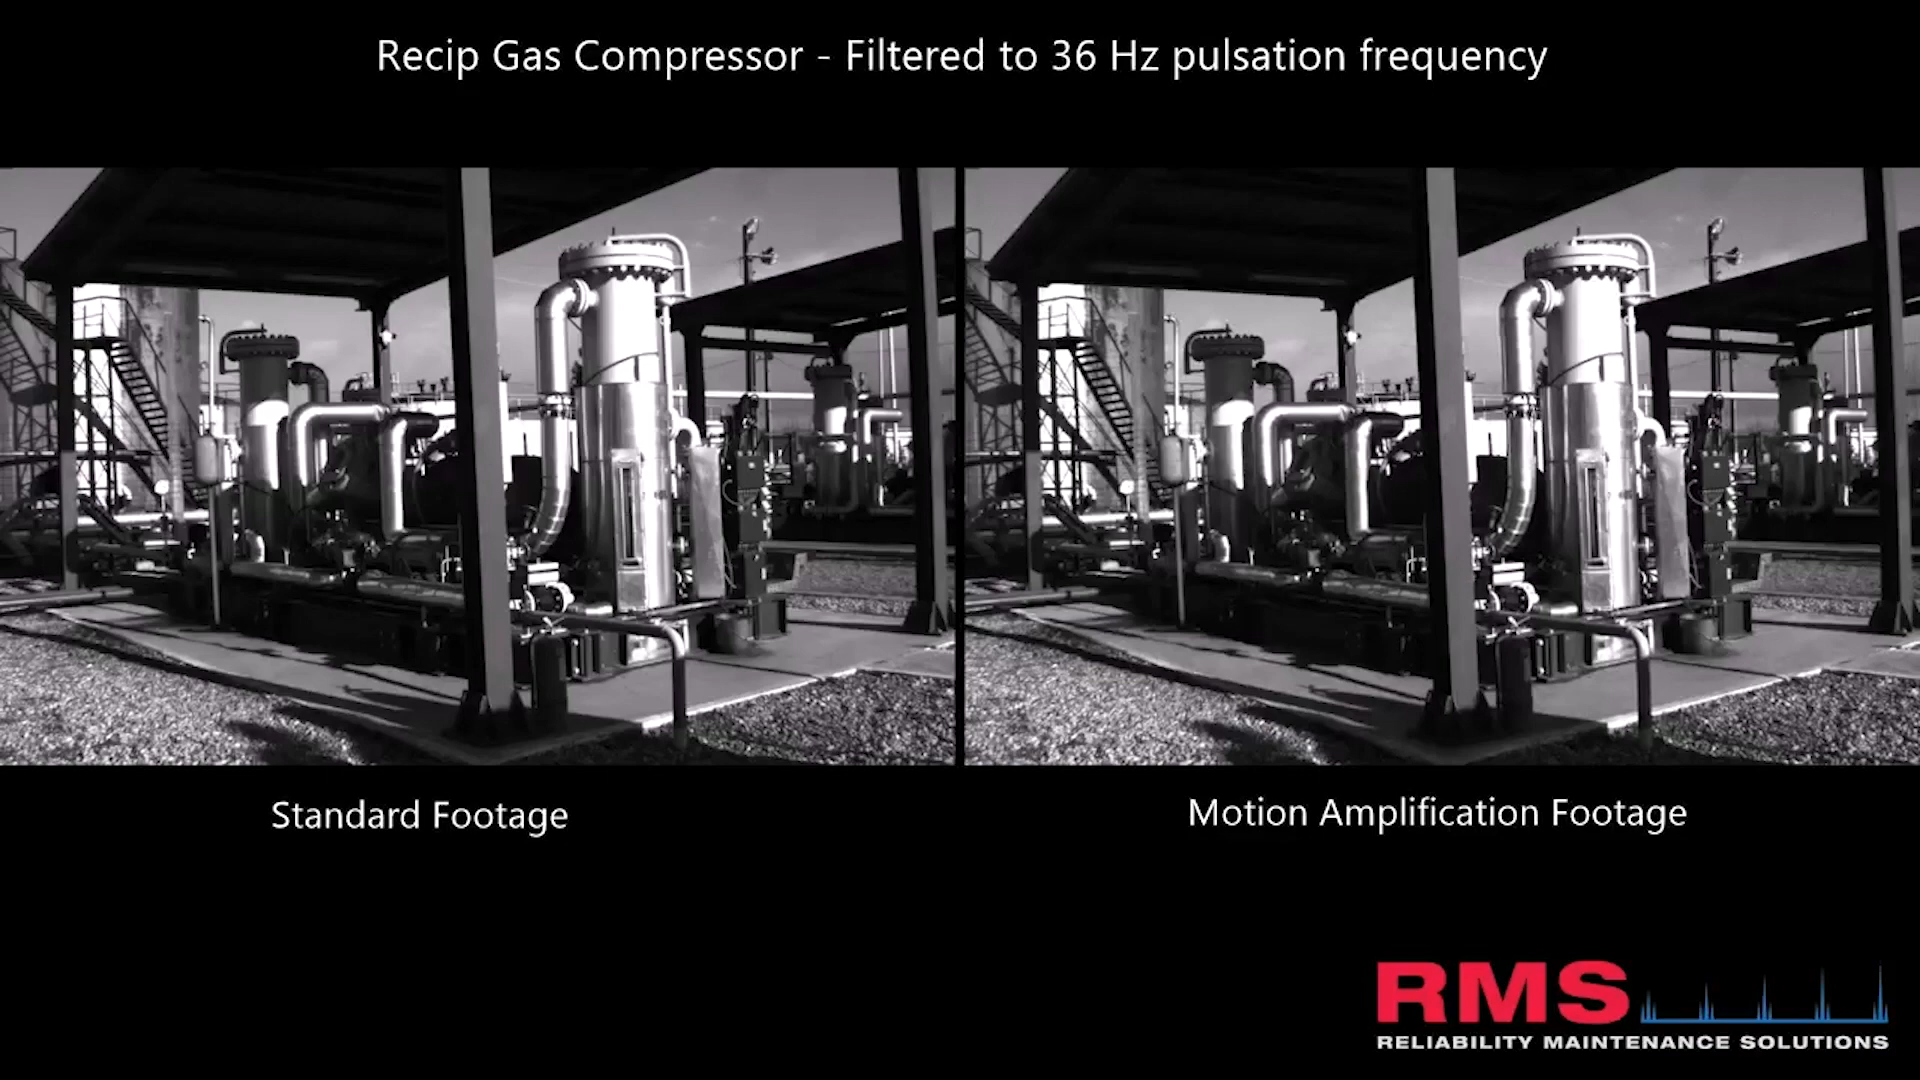 Recip Gas Compressor - Filtered to 36 Hz pulsation frequency
Standard Footage
Motion Amplification Footage
RMS
RELIABILITY MAINTENANCE SOLUTIONS